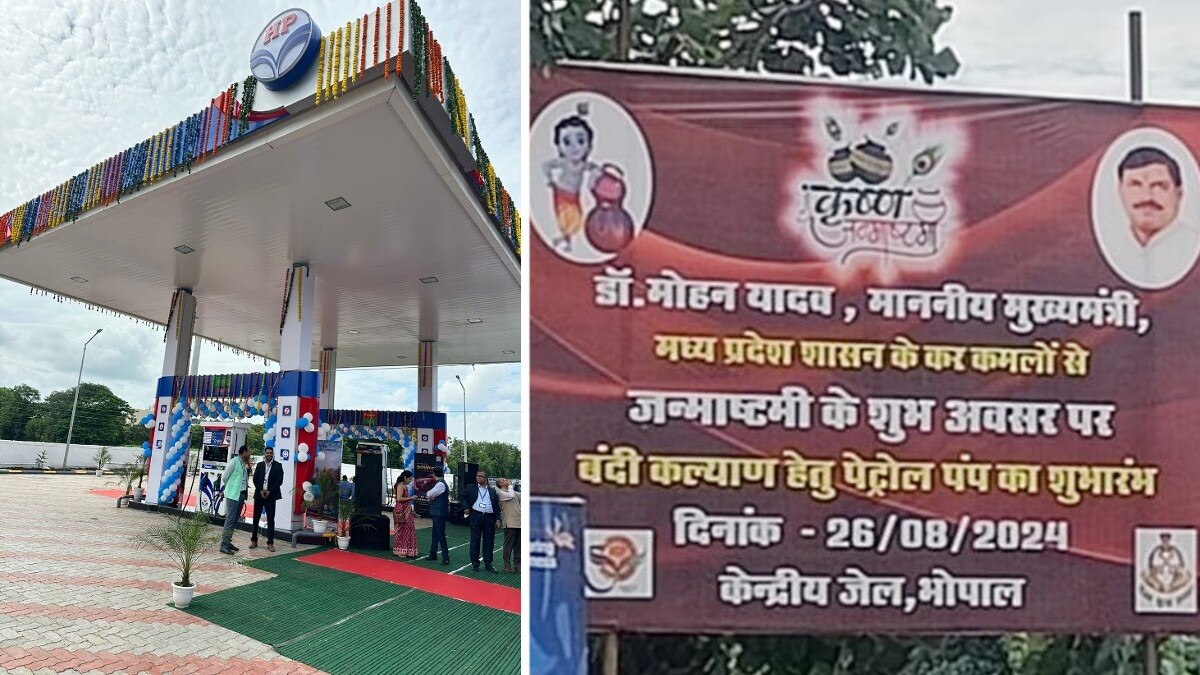 HP
कृष्ण
जन्माष्टमी
डॉ.मोहन यादव , माननीय मुख्यमंत्री,
मध्य प्रदेश शासन के कर कमलों से
जन्माष्टमी के शुभ अवसर पर
बंदी कल्याण हेतु पेट्रोल पंप का शुभारंभ
दिनांक - 26/08/2024
केन्द्रीय जेल,भोपाल